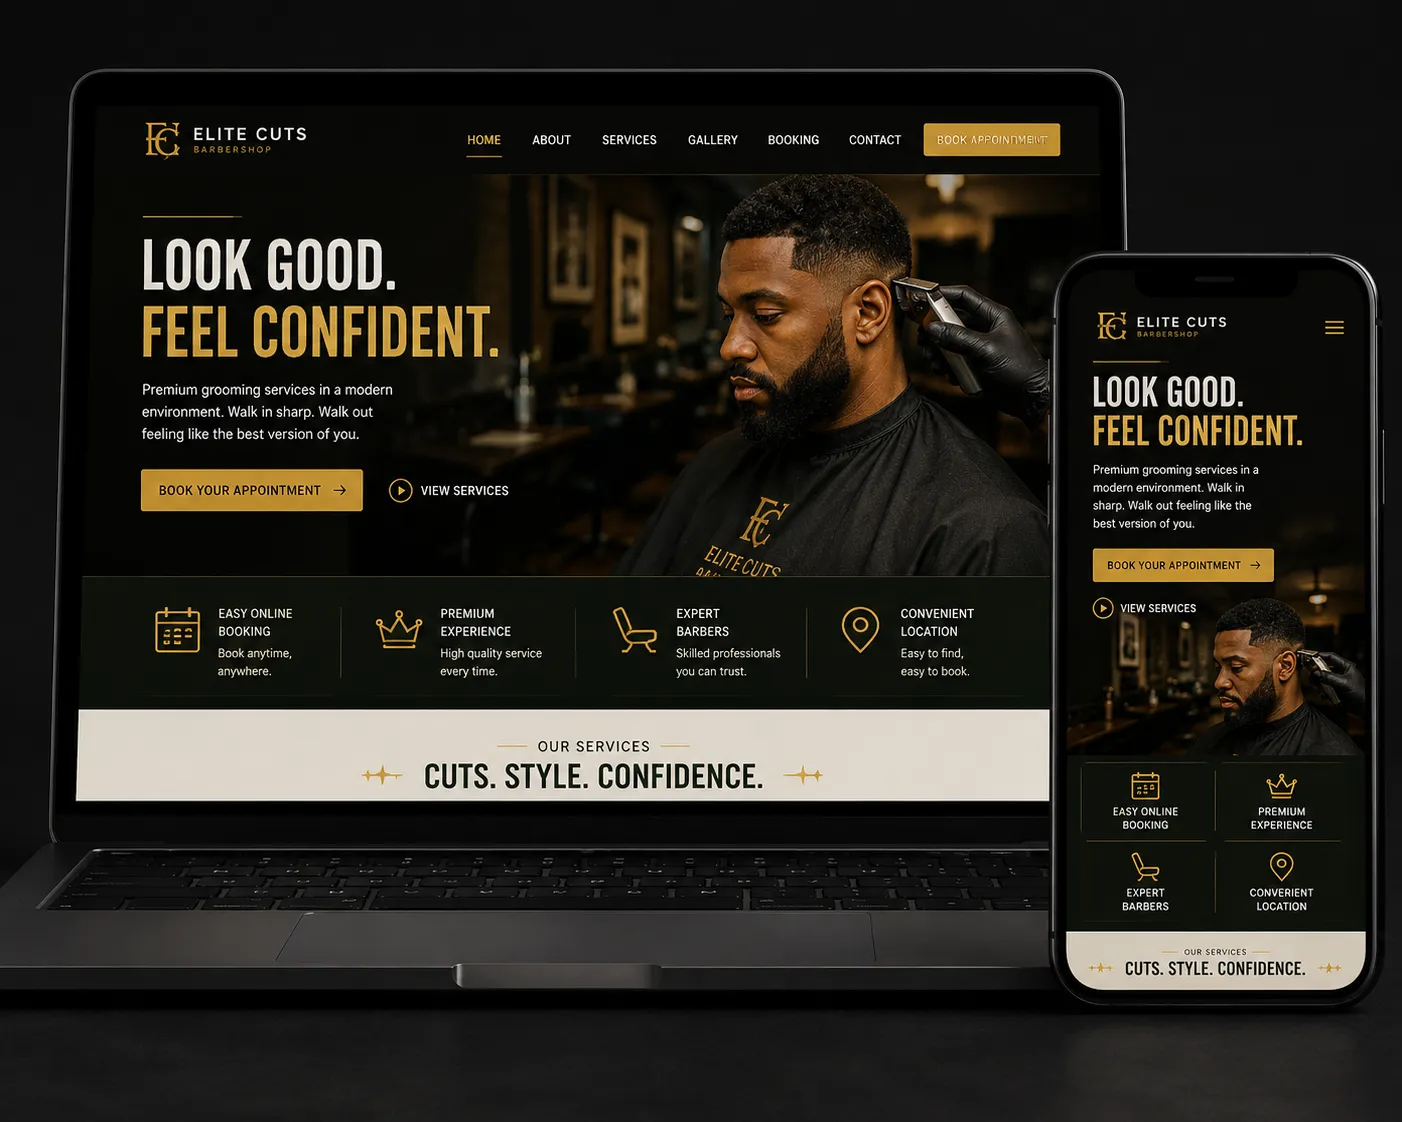 ELITE CUTS
BARBERSHOP
HOME
ABOUT
SERVICES
GALLERY
BOOKING
CONTACT
BOOK APPOINTMENT
LOOK GOOD.
FEEL CONFIDENT.
Premium grooming services in a modern
environment. Walk in sharp. Walk out
feeling like the best version of you.
BOOK YOUR APPOINTMENT
VIEW SERVICES
ELITE CUTS
EASY ONLINE
BOOKING
Book anytime,
anywhere.
PREMIUM
EXPERIENCE
High quality service
every time.
EXPERT
BARBERS
Skilled professionals
you can trust.
CONVENIENT
LOCATION
Easy to find,
easy to book.
OUR SERVICES
CUTS. STYLE. CONFIDENCE.
ELITE CUTS
BARBERSHOP
LOOK GOOD.
FEEL CONFIDENT.
Premium grooming services in a
modern environment. Walk in
sharp. Walk out feeling like the
best version of you.
BOOK YOUR APPOINTMENT
VIEW SERVICES
EASY ONLINE
BOOKING
PREMIUM
EXPERIENCE
EXPERT
BARBERS
CONVERIENT
LOCATION
OUR SERVICES
CUTS. STYLE. CONFIDENCE.